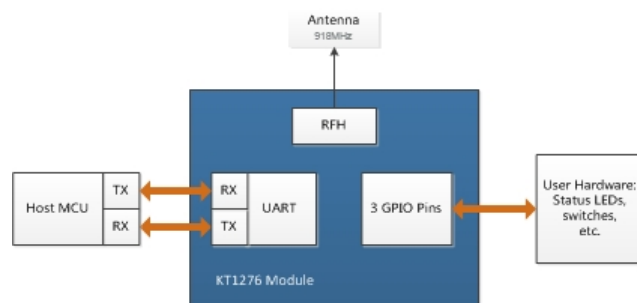 Antenna
918MHz
RFH
Host MCU
TX
RX
RX
TX
UART
3 GPIO Pins
User Hardware:
Status LEDs,
switches,
etc.
KT1276 Module